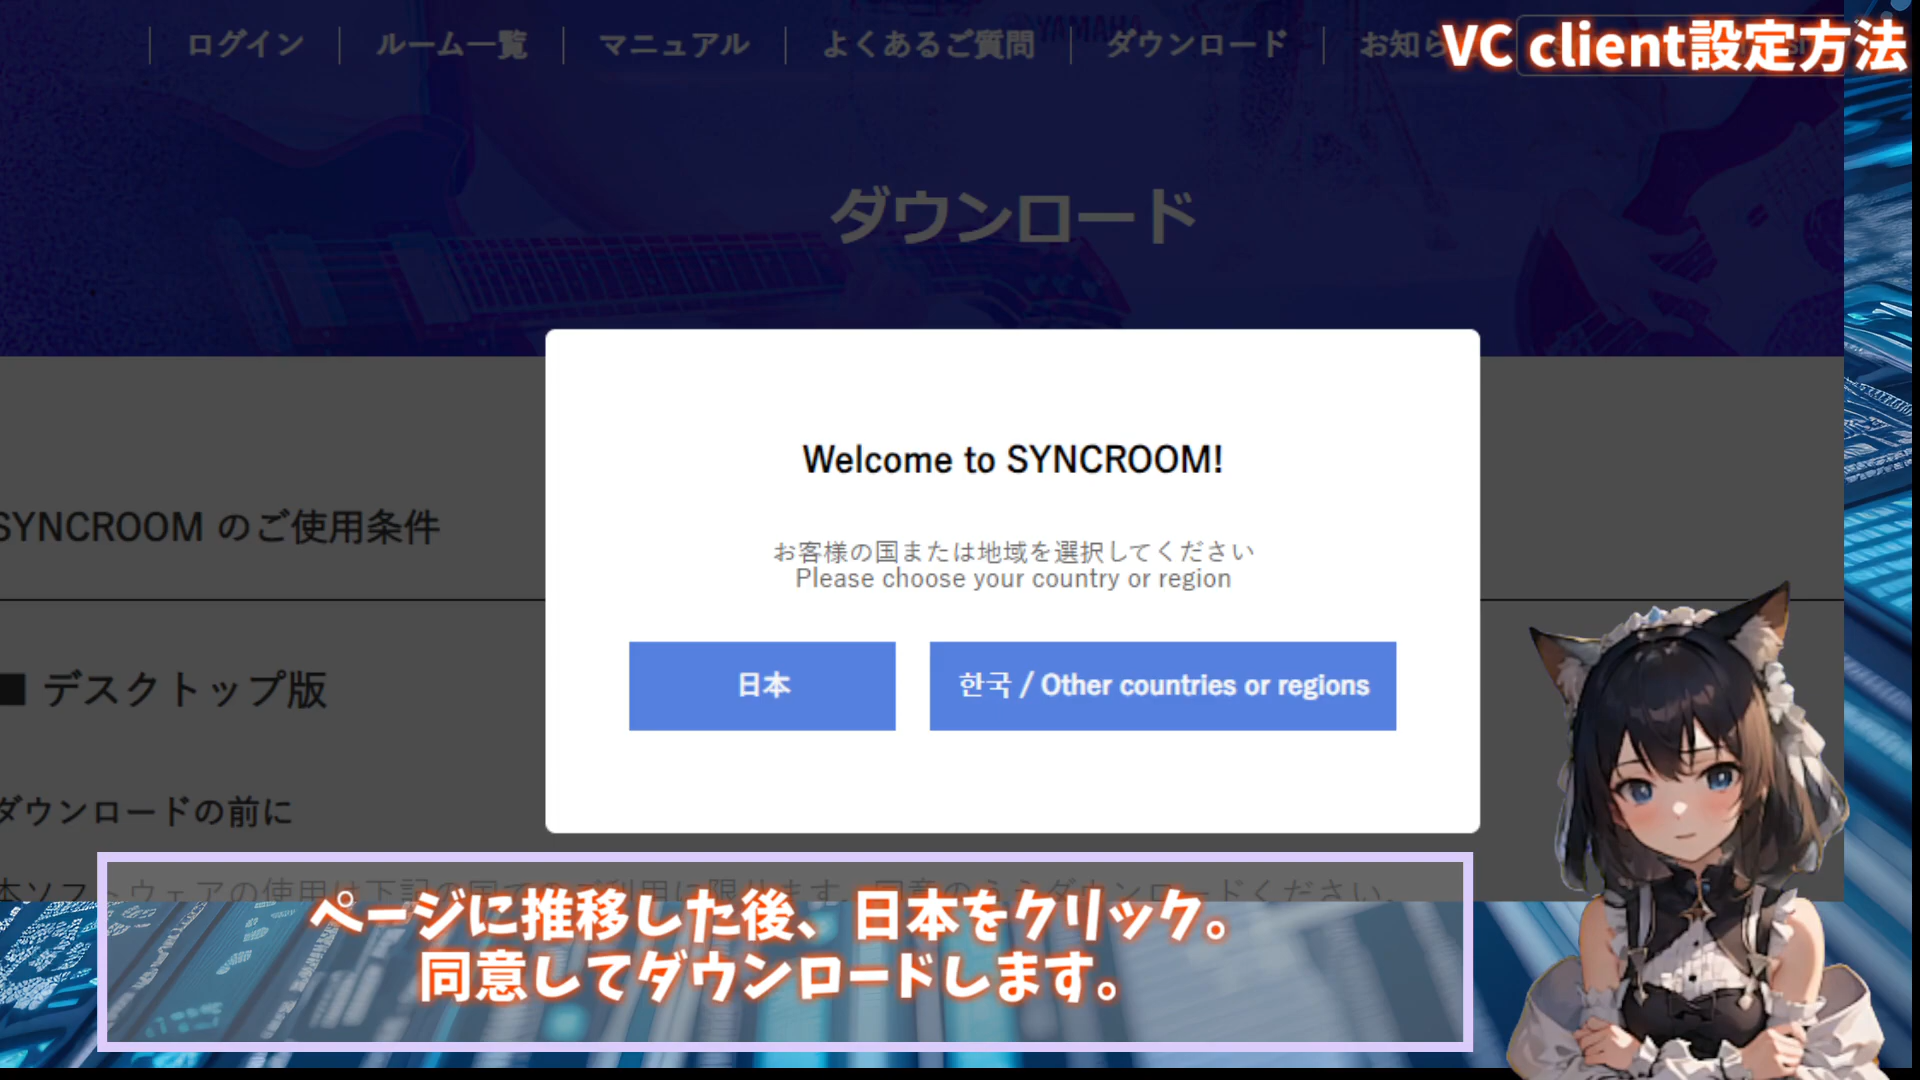 ログイン
ルーム一覧
マニュアル
よくあるご質問
YAMAHA
ダウンロード
お知ら
VC client設定方法
ダウンロード
Welcome to SYNCROOM!
お客様の国または地域を選択してください
Please choose your country or region
日本
한국 / Other countries or regions
SYNCROOM のご使用条件
■ デスクトップ版
ダウンロードの前に
ページに推移した後、日本をクリック。
同意してダウンロードします。